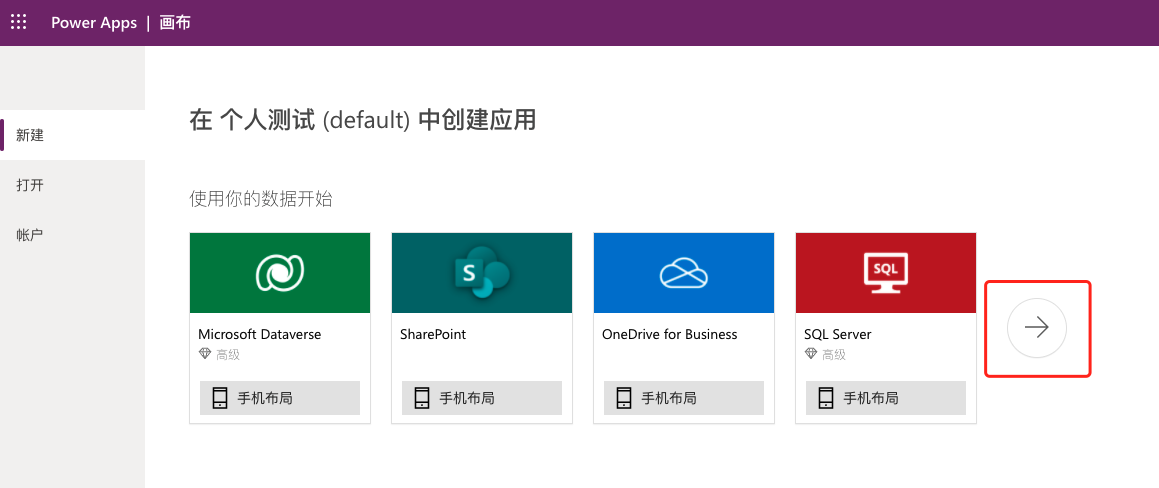 Power Apps | 画布
新建
打开
帐户
在 个人测试 (default) 中创建应用
使用你的数据开始
Microsoft Dataverse
高级
手机布局
S
SharePoint
手机布局
OneDrive for Business
手机布局
SQL
SQL Server
高级
手机布局